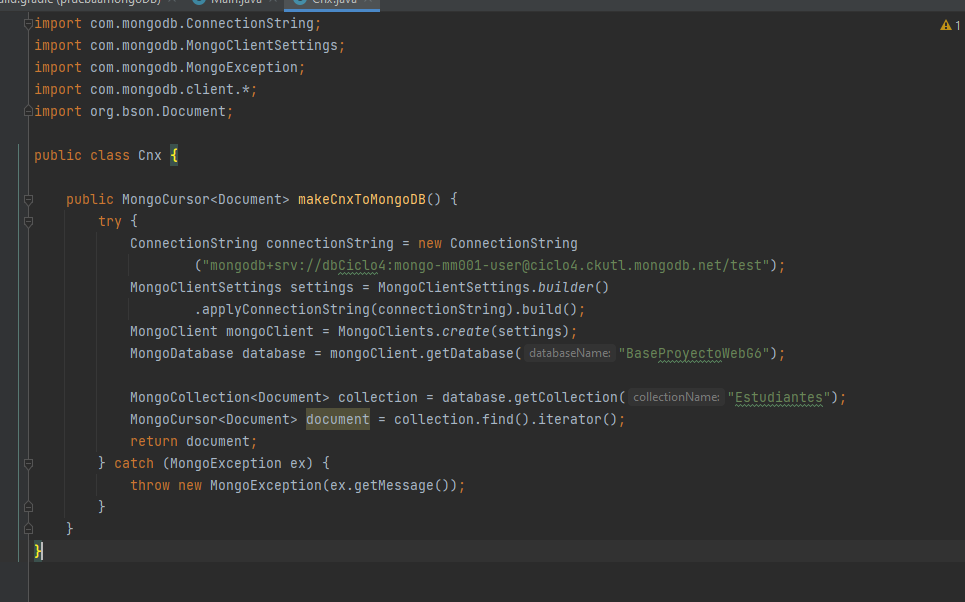 build.gradle (pruebamongoDB) Main.java Cnx.java
import com.mongodb.ConnectionString;
1
import com.mongodb.MongoClientSettings;
import com.mongodb.MongoException;
import com.mongodb.client.*;
import org.bson.Document;
public class Cnx {
public MongoCursor<Document> makeCnxToMongoDB() {
try {
ConnectionString connectionString = new ConnectionString
("mongodb+srv://dbCiclo4:mongo-mm001-user@ciclo4.ckutl.mongodb.net/test");
MongoClientSettings settings = MongoClientSettings.builder()
.applyConnectionString(connectionString).build();
MongoClient mongoClient = MongoClients.create(settings);
MongoDatabase database = mongoClient.getDatabase( databaseName: "BaseProyectoWebG6");
MongoCollection<Document> collection = database.getCollection( collectionName: "Estudiantes");
MongoCursor<Document> document = collection.find().iterator();
return document;
} catch (MongoException ex) {
throw new MongoException(ex.getMessage());
}
}
}